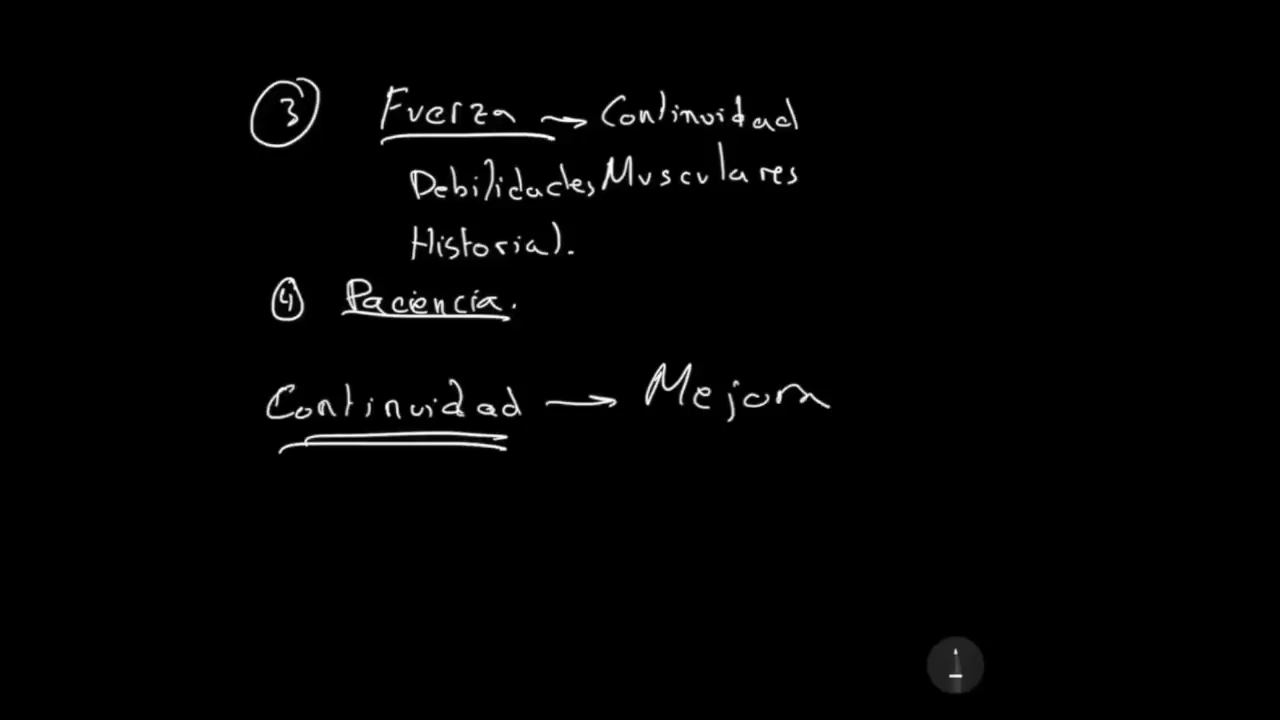 3 Fuerza → Continuidad
Debilidades Musculares
Historial.
4 Paciencia.
Continuidad → Mejora